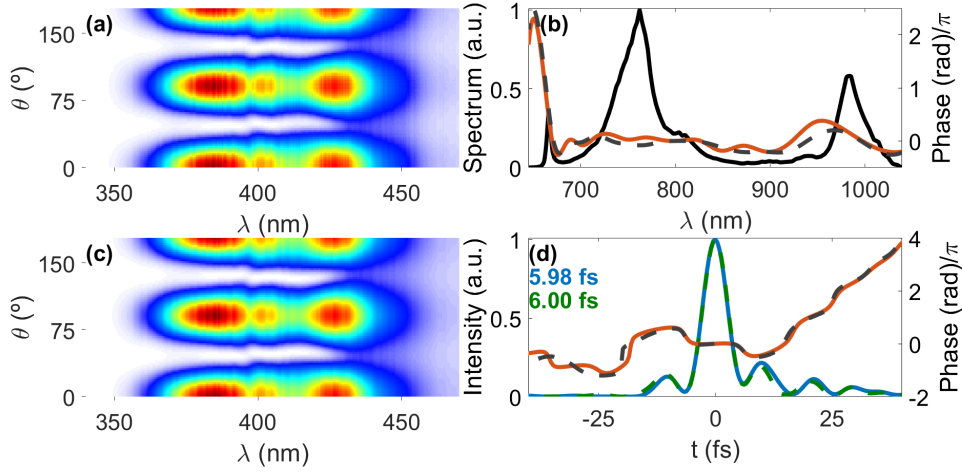 (a)
θ (º)
175
75
0
350
400
450
λ (nm)
(b)
Spectrum (a.u.)
1
0.5
0
700
800
900
1000
λ (nm)
2
1
0
Phase (rad)/π
(c)
θ (º)
150
75
0
350
400
450
λ (nm)
(d)
5.98 fs
6.00 fs
Intensity (a.u.)
1
0.5
0
-25
0
25
t (fs)
4
2
0
-2
Phase (rad)/π